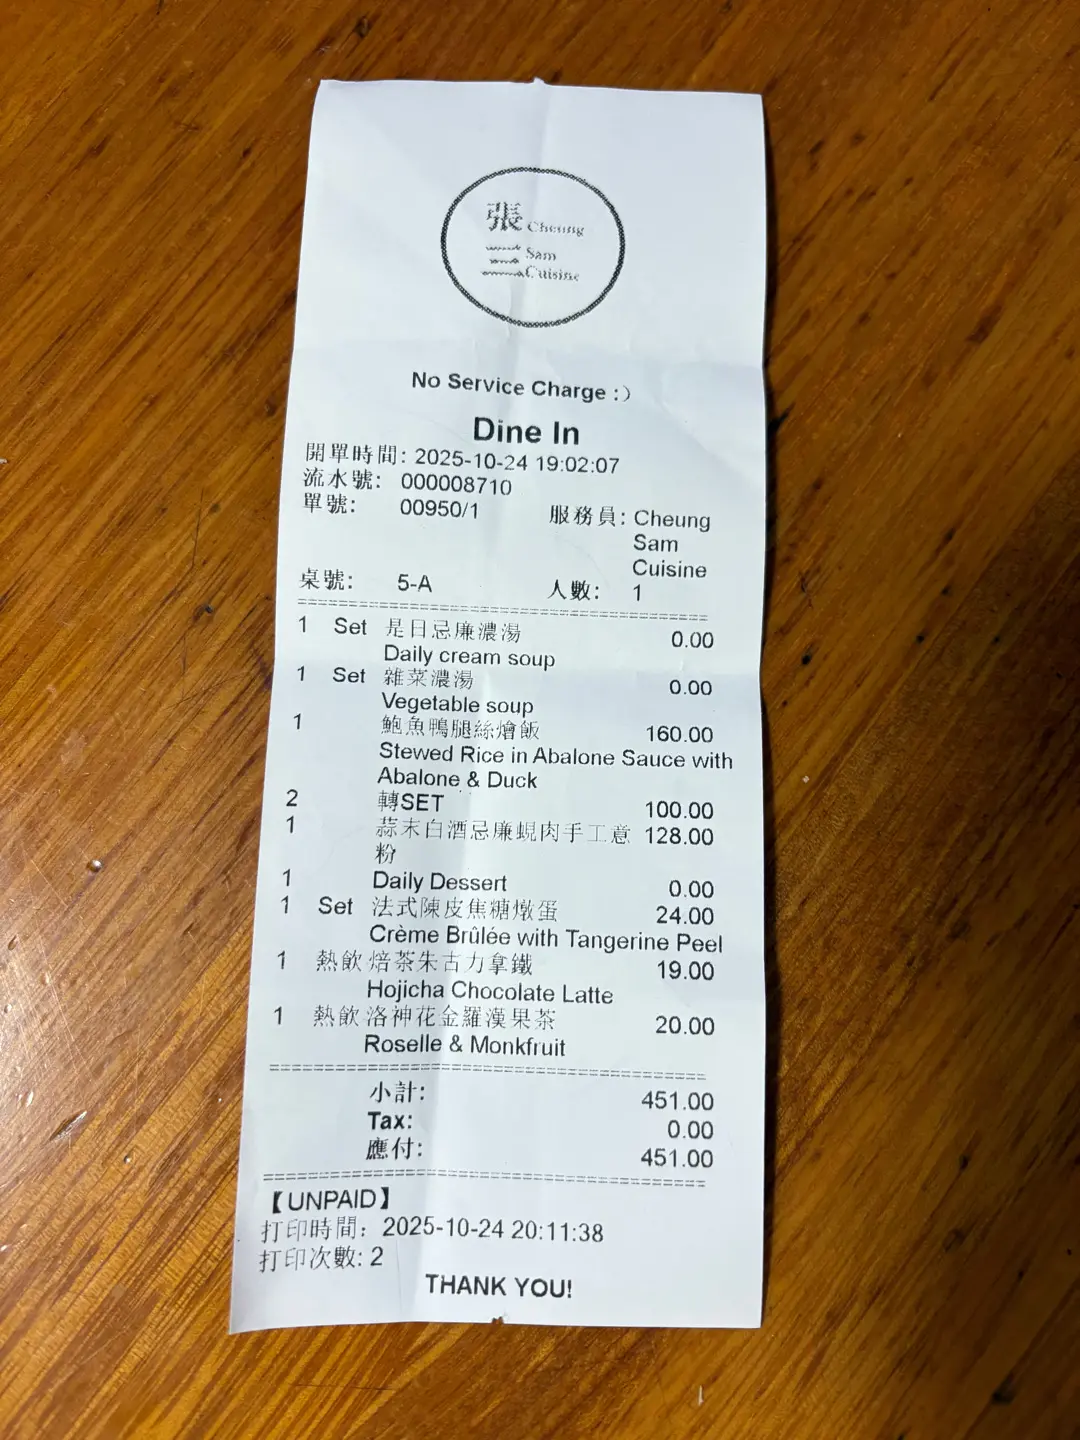 張 Cheung
三 Sam
Cuisine
No Service Charge :)
Dine In
開單時間: 2025-10-24 19:02:07
流水號: 000008710
單號: 00950/1 服務員: Cheung
Sam
Cuisine
桌號: 5-A 人數: 1
1 Set 是日忌廉濃湯 0.00
Daily cream soup
1 Set 雜菜濃湯 0.00
Vegetable soup
1 鮑魚鴨腿絲燴飯 160.00
Stewed Rice in Abalone Sauce with
Abalone & Duck
2 轉SET 100.00
1 蒜末白酒忌廉蜆肉手工意 128.00
粉
1 Daily Dessert 0.00
1 Set 法式陳皮焦糖燉蛋 24.00
Crème Brûlée with Tangerine Peel
1 熱飲 焙茶朱古力拿鐵 19.00
Hojicha Chocolate Latte
1 熱飲 洛神花金羅漢果茶 20.00
Roselle & Monkfruit
小計: 451.00
Tax: 0.00
應付: 451.00
【UNPAID】
打印時間: 2025-10-24 20:11:38
打印次數: 2
THANK YOU!